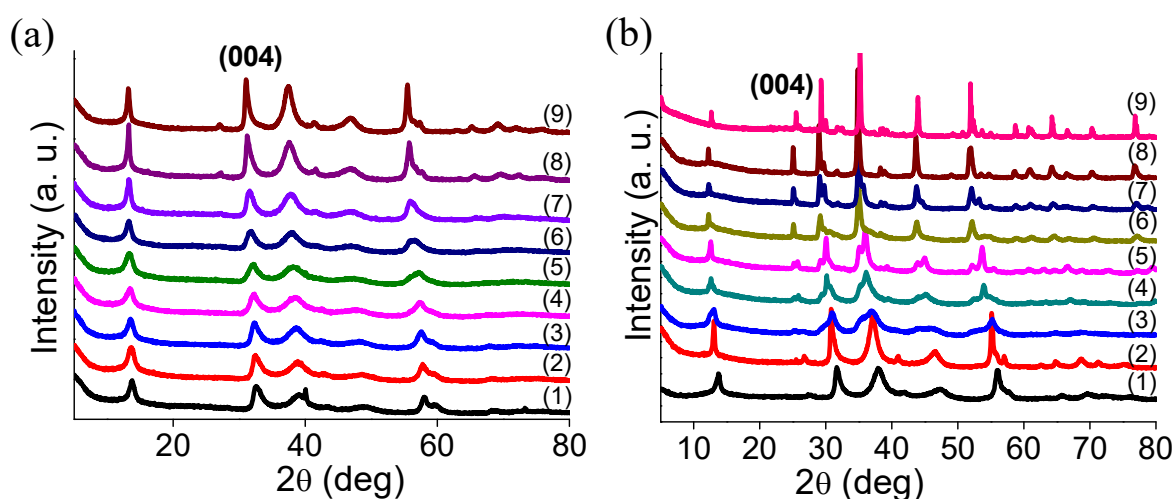 (a)
(004)
Intensity (a. u.)
(9)
(8)
(7)
(6)
(5)
(4)
(3)
(2)
(1)
20 40 60 80
2θ (deg)
(b)
(004)
Intensity (a. u.)
(9)
(8)
(7)
(6)
(5)
(4)
(3)
(2)
(1)
10 20 30 40 50 60 70 80
2θ (deg)